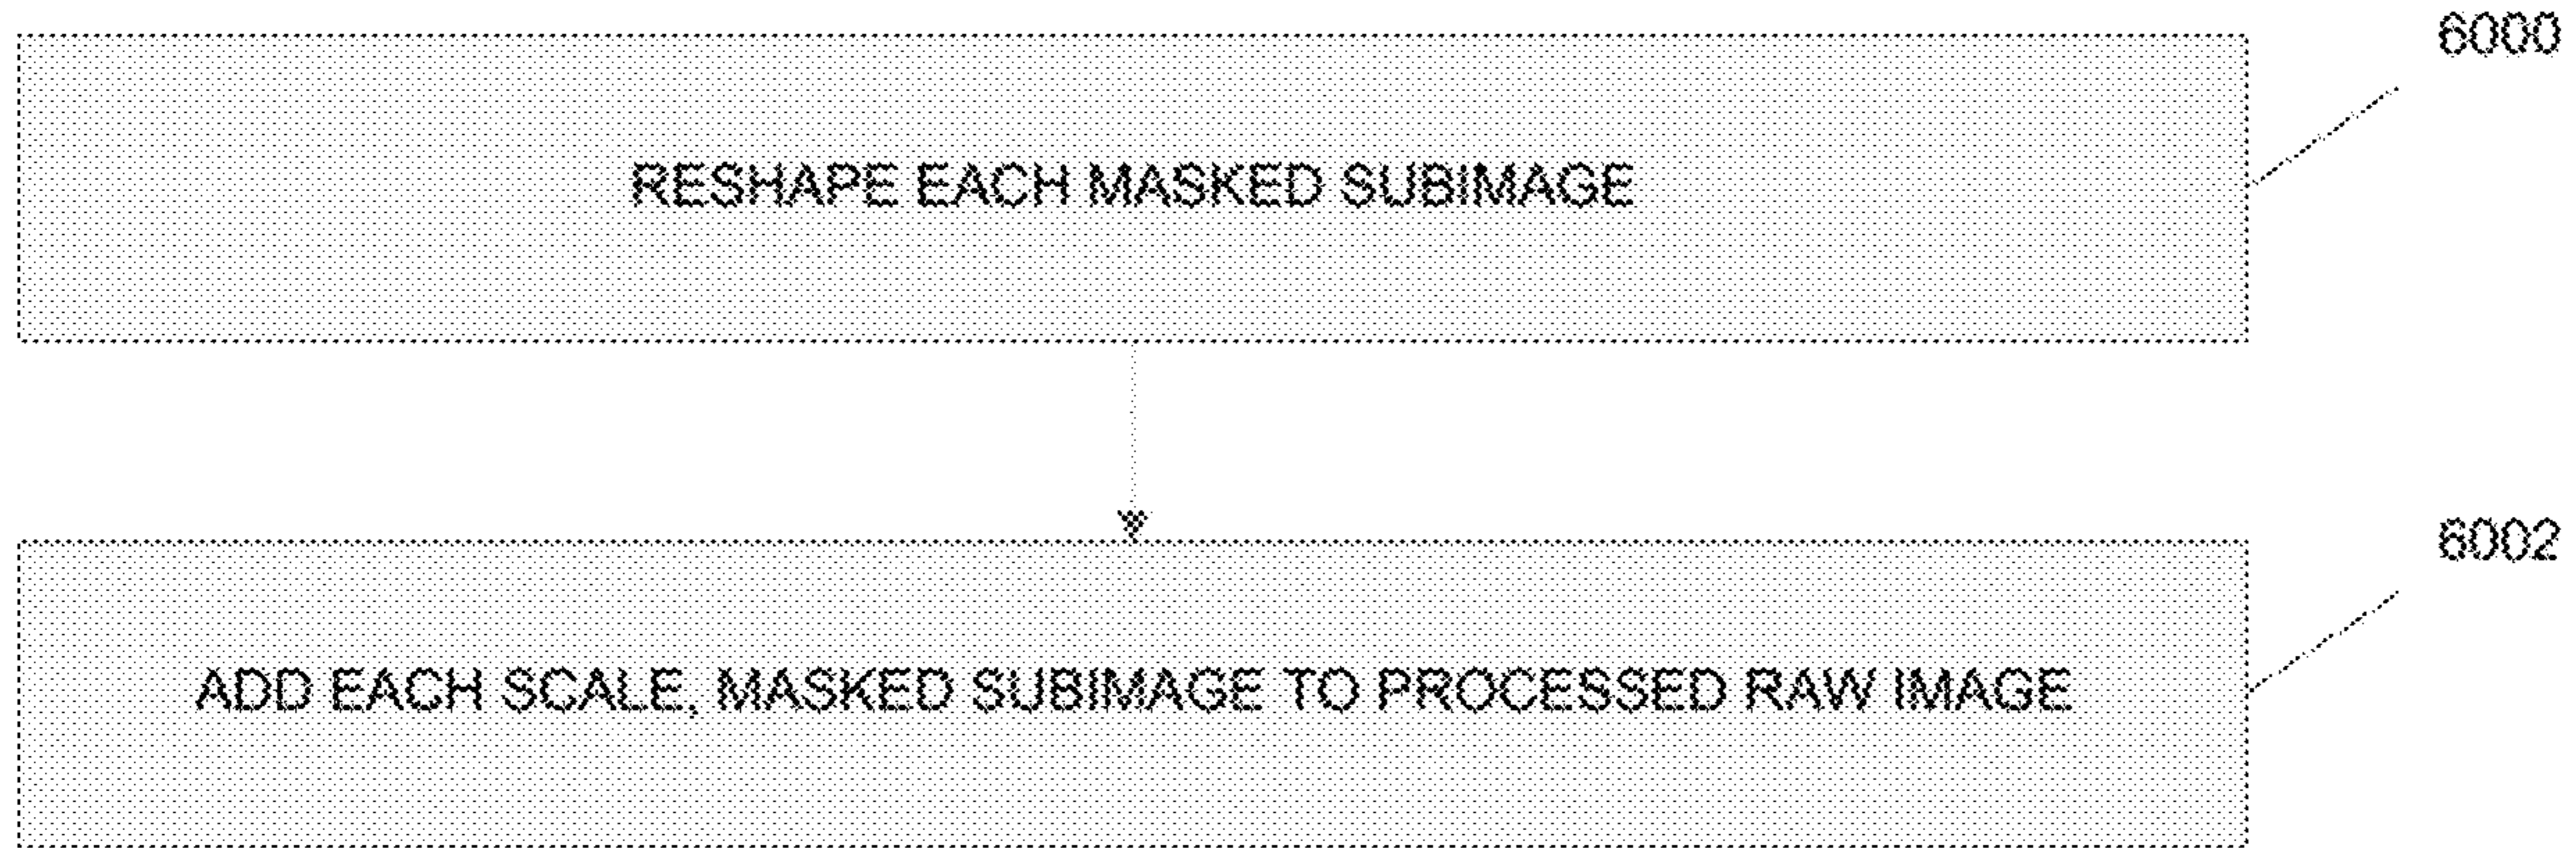 6000
RESHAPE EACH MASKED SUBIMAGE
6002
ADD EACH SCALE, MASKED SUBIMAGE TO PROCESSED RAW IMAGE